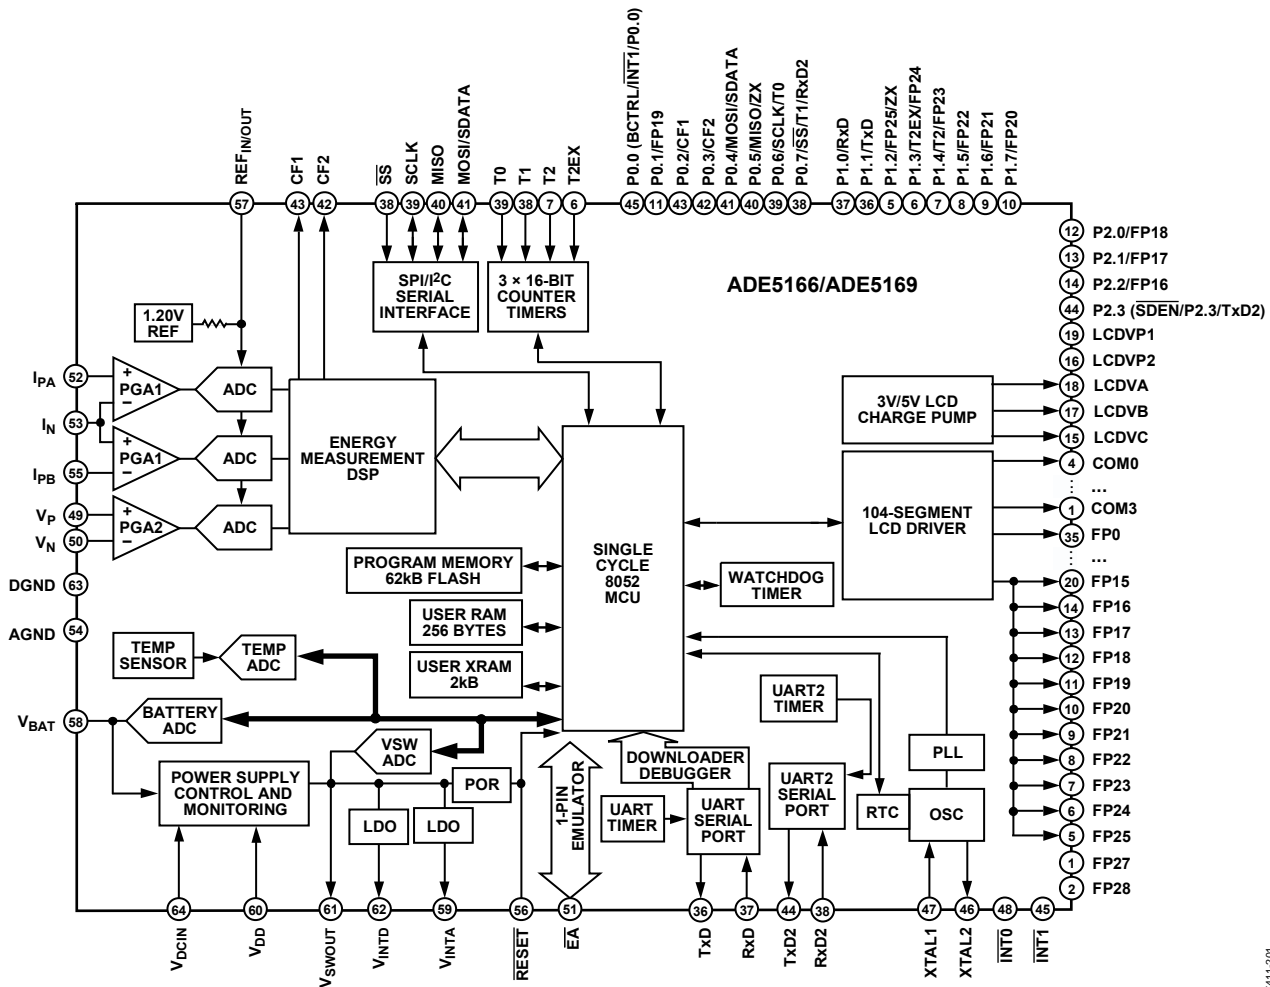 REFIN/OUT
CF1
CF2
SS
SCLK
MISO
MOSI/SDATA
T0
T1
T2
T2EX
P0.0 (BCTRL/INT1/P0.0)
P0.1/FP19
P0.2/CF1
P0.3/CF2
P0.4/MOSI/SDATA
P0.5/MISO/ZX
P0.6/SCLK/T0
P0.7/SS/T1/RxD2
P1.0/RxD
P1.1/TxD
P1.2/FP25/ZX
P1.3/T2EX/FP24
P1.4/T2/FP23
P1.5/FP22
P1.6/FP21
P1.7/FP20
57 43 42 38 39 40 41 39 38 7 6 45 11 43 42 41 40 39 38 37 36 5 6 7 8 9 10
12 P2.0/FP18
13 P2.1/FP17
14 P2.2/FP16
44 P2.3 (SDEN/P2.3/TxD2)
19 LCDVP1
16 LCDVP2
18 LCDVA
17 LCDVB
15 LCDVC
4 COM0
...
1 COM3
35 FP0
...
20 FP15
14 FP16
13 FP17
12 FP18
11 FP19
10 FP20
9 FP21
8 FP22
7 FP23
6 FP24
5 FP25
1 FP27
2 FP28
ADE5166/ADE5169
SPI/I2C
SERIAL
INTERFACE
3 × 16-BIT
COUNTER
TIMERS
1.20V
REF
IPA 52
IN 53
IPB 55
VP 49
VN 50
DGND 63
AGND 54
VBAT 58
+
PGA1
–
ADC
+
PGA1
–
ADC
+
PGA2
–
ADC
ENERGY
MEASUREMENT
DSP
3V/5V LCD
CHARGE PUMP
104-SEGMENT
LCD DRIVER
SINGLE
CYCLE
8052
MCU
PROGRAM MEMORY
62kB FLASH
USER RAM
256 BYTES
USER XRAM
2kB
WATCHDOG
TIMER
TEMP
SENSOR
TEMP
ADC
BATTERY
ADC
VSW
ADC
POWER SUPPLY
CONTROL AND
MONITORING
POR
LDO
LDO
1-PIN
EMULATOR
DOWNLOADER
DEBUGGER
UART
TIMER
UART
SERIAL
PORT
UART2
TIMER
UART2
SERIAL
PORT
PLL
RTC
OSC
64 60 61 62 59 56 51 36 37 44 38 47 46 48 45
VDCIN
VDD
VSWOUT
VINTD
VINTA
RESET
EA
TxD
RxD
TxD2
RxD2
XTAL1
XTAL2
INT0
INT1